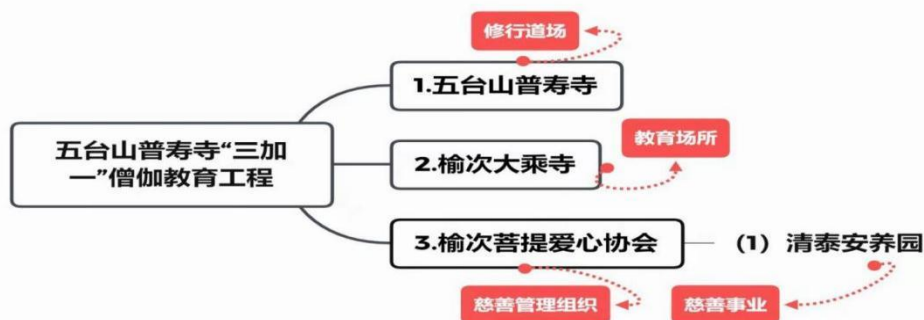 修行道场
1.五台山普寿寺
五台山普寿寺“三加
一”僧伽教育工程
教育场所
2.榆次大乘寺
3.榆次菩提爱心协会
（1）清泰安养园
慈善管理组织
慈善事业